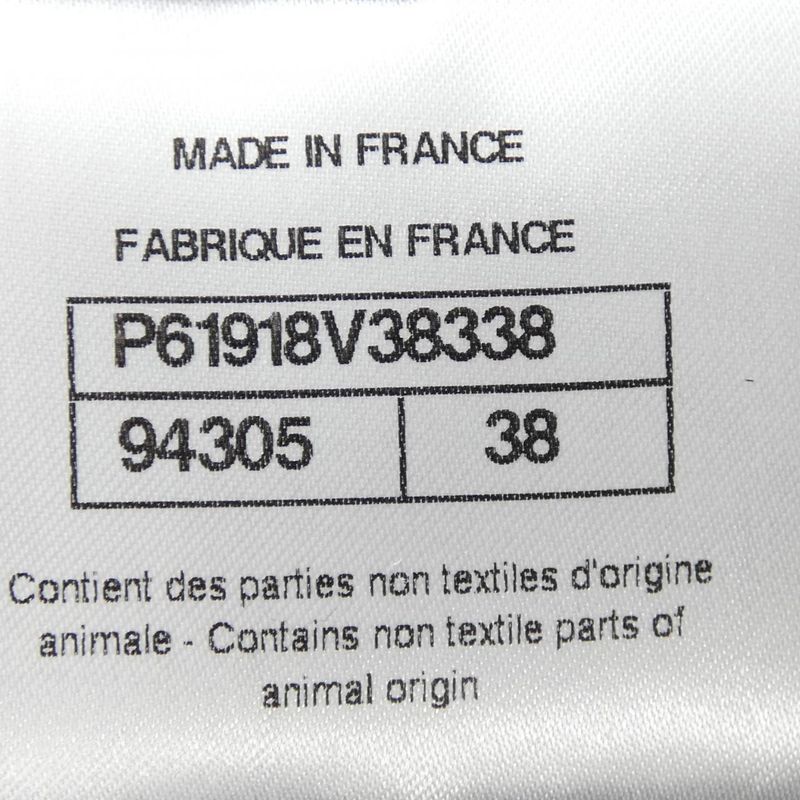 MADE IN FRANCE
FABRIQUE EN FRANCE
P61918V38338
94305 38
Contient des parties non textiles d'origine
animale - Contains non textile parts of
animal origin